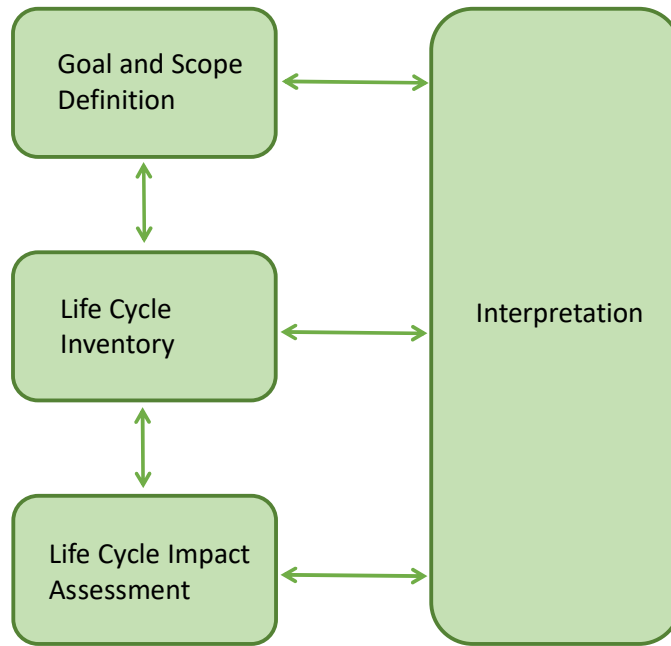 Goal and Scope
Definition
Life Cycle
Inventory
Interpretation
Life Cycle Impact
Assessment